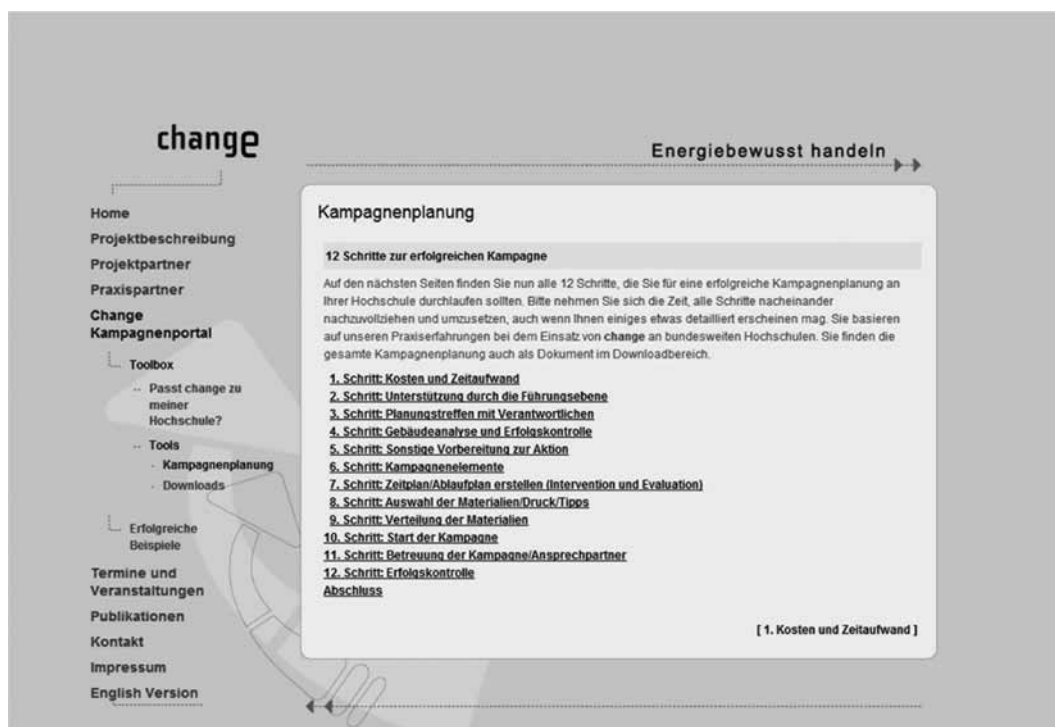 change
Energiebewusst handeln
Home
Projektbeschreibung
Projektpartner
Praxispartner
Change
Kampagnenportal
Toolbox
Passt change zu
meiner
Hochschule?
Tools
Kampagnenplanung
Downloads
Erfolgreiche
Beispiele
Termine und
Veranstaltungen
Publikationen
Kontakt
Impressum
English Version
Kampagnenplanung
12 Schritte zur erfolgreichen Kampagne
Auf den nächsten Seiten finden Sie nun alle 12 Schritte, die Sie für eine erfolgreiche Kampagnenplanung an
Ihrer Hochschule durchlaufen sollten. Bitte nehmen Sie sich die Zeit, alle Schritte nacheinander
nachzuvollziehen und umzusetzen, auch wenn Ihnen einiges etwas detailliert erscheinen mag. Sie basieren
auf unseren Praxiserfahrungen bei dem Einsatz von change an bundesweiten Hochschulen. Sie finden die
gesamte Kampagnenplanung auch als Dokument im Downloadbereich.
1. Schritt: Kosten und Zeitaufwand
2. Schritt: Unterstützung durch die Führungsebene
3. Schritt: Planungstreffen mit Verantwortlichen
4. Schritt: Gebäudeanalyse und Erfolgskontrolle
5. Schritt: Sonstige Vorbereitung zur Aktion
6. Schritt: Kampagnenelemente
7. Schritt: Zeitplan/Ablaufplan erstellen (Intervention und Evaluation)
8. Schritt: Auswahl der Materialien/Druck/Tipps
9. Schritt: Verteilung der Materialien
10. Schritt: Start der Kampagne
11. Schritt: Betreuung der Kampagne/Ansprechpartner
12. Schritt: Erfolgskontrolle
Abschluss
[ 1. Kosten und Zeitaufwand ]